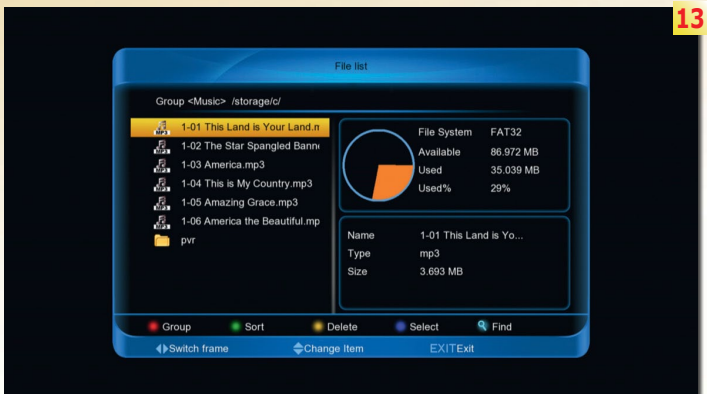 13
File list
Group <Music> /storage/c/
1-01 This Land is Your Land.m
1-02 The Star Spangled Banne
1-03 America.mp3
1-04 This is My Country.mp3
1-05 Amazing Grace.mp3
1-06 America the Beautiful.mp
pvr
File System FAT32
Available 86.972 MB
Used 35.039 MB
Used% 29%
Name 1-01 This Land is Yo...
Type mp3
Size 3.693 MB
Group Sort Delete Select Find
Switch frame Change Item EXITExit